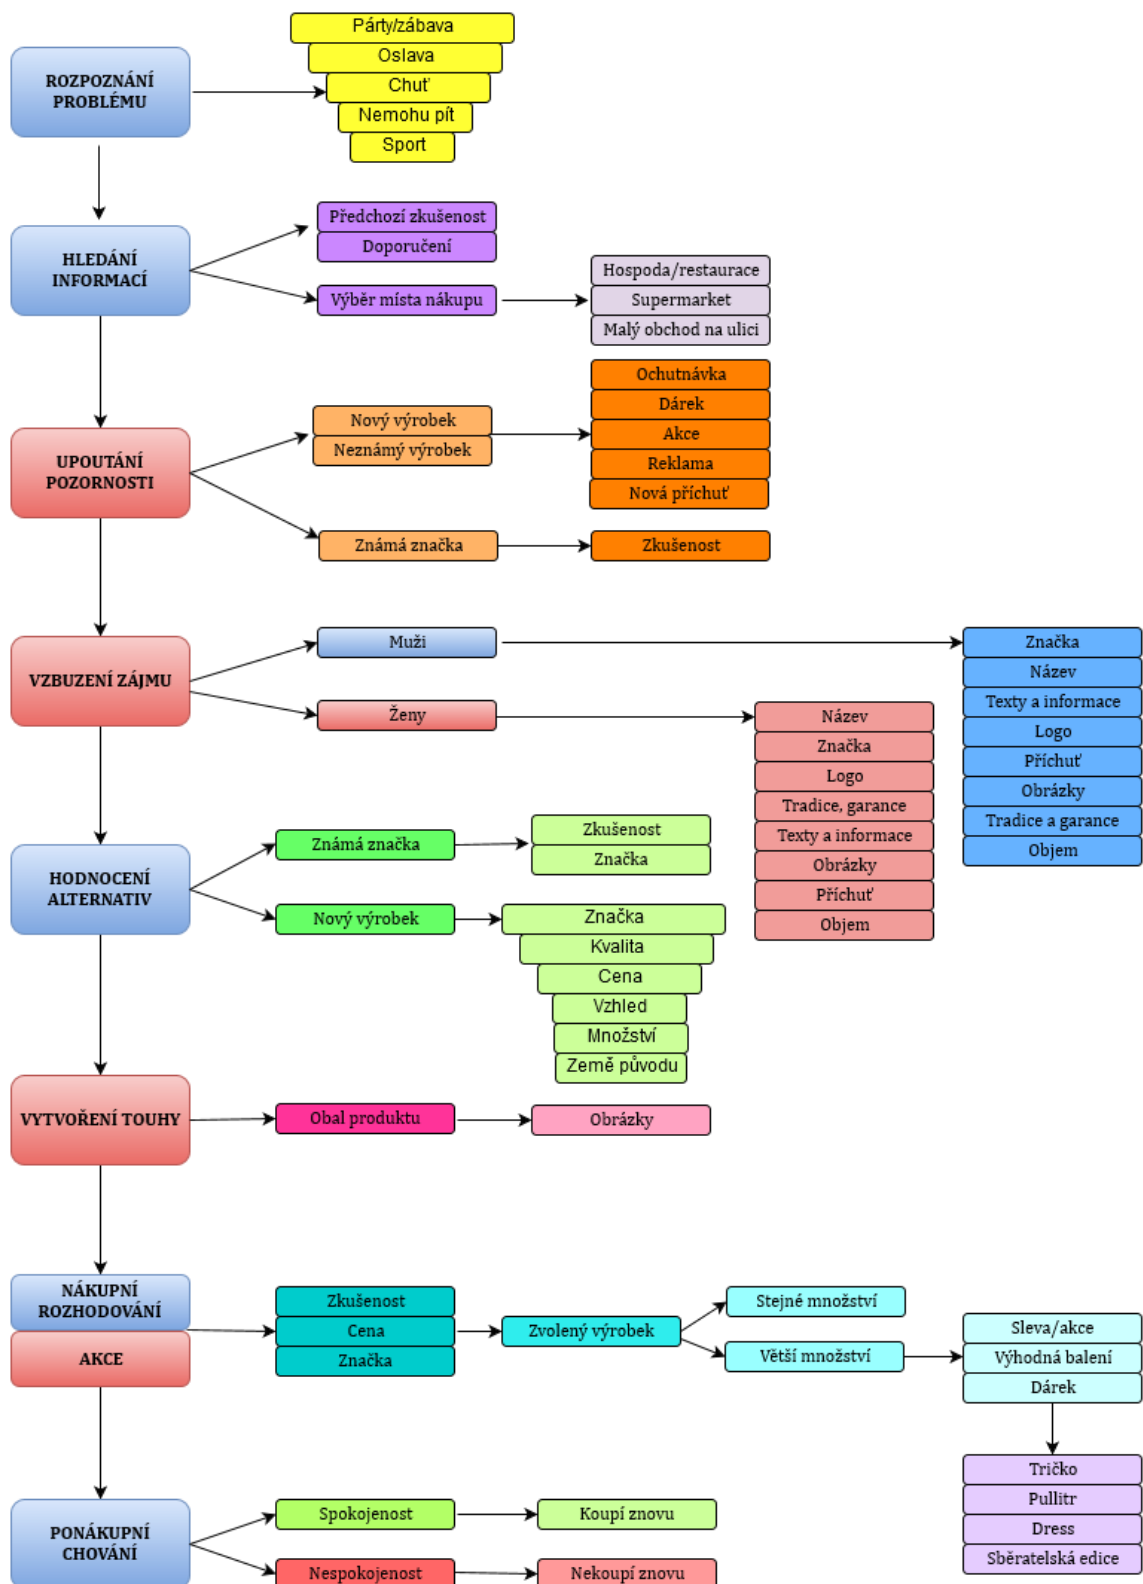 Párty/zábava
Oslava
Chuť
Nemohu pít
Sport
ROZPOZNÁNÍ
PROBLÉMU
Předchozí zkušenost
Doporučení
HLEDÁNÍ
INFORMACÍ
Výběr místa nákupu
Hospoda/restaurace
Supermarket
Malý obchod na ulici
Ochutnávka
Dárek
Akce
Reklama
Nová příchuť
Nový výrobek
Neznámý výrobek
UPOUTÁNÍ
POZORNOSTI
Známá značka
Zkušenost
VZBUZENÍ ZÁJMU
Muži
Značka
Název
Texty a informace
Logo
Příchuť
Obrázky
Tradice a garance
Objem
Ženy
Název
Značka
Logo
Tradice, garance
Texty a informace
Obrázky
Příchuť
Objem
HODNOCENÍ
ALTERNATIV
Známá značka
Zkušenost
Značka
Nový výrobek
Značka
Kvalita
Cena
Vzhled
Množství
Země původu
VYTVOŘENÍ TOUHY
Obal produktu
Obrázky
NÁKUPNÍ
ROZHODOVÁNÍ
AKCE
Zkušenost
Cena
Značka
Zvolený výrobek
Stejné množství
Větší množství
Sleva/akce
Výhodná balení
Dárek
Tričko
Pullitr
Dress
Sběratelská edice
PONÁKUPNÍ
CHOVÁNÍ
Spokojenost
Koupí znovu
Nespokojenost
Nekoupí znovu